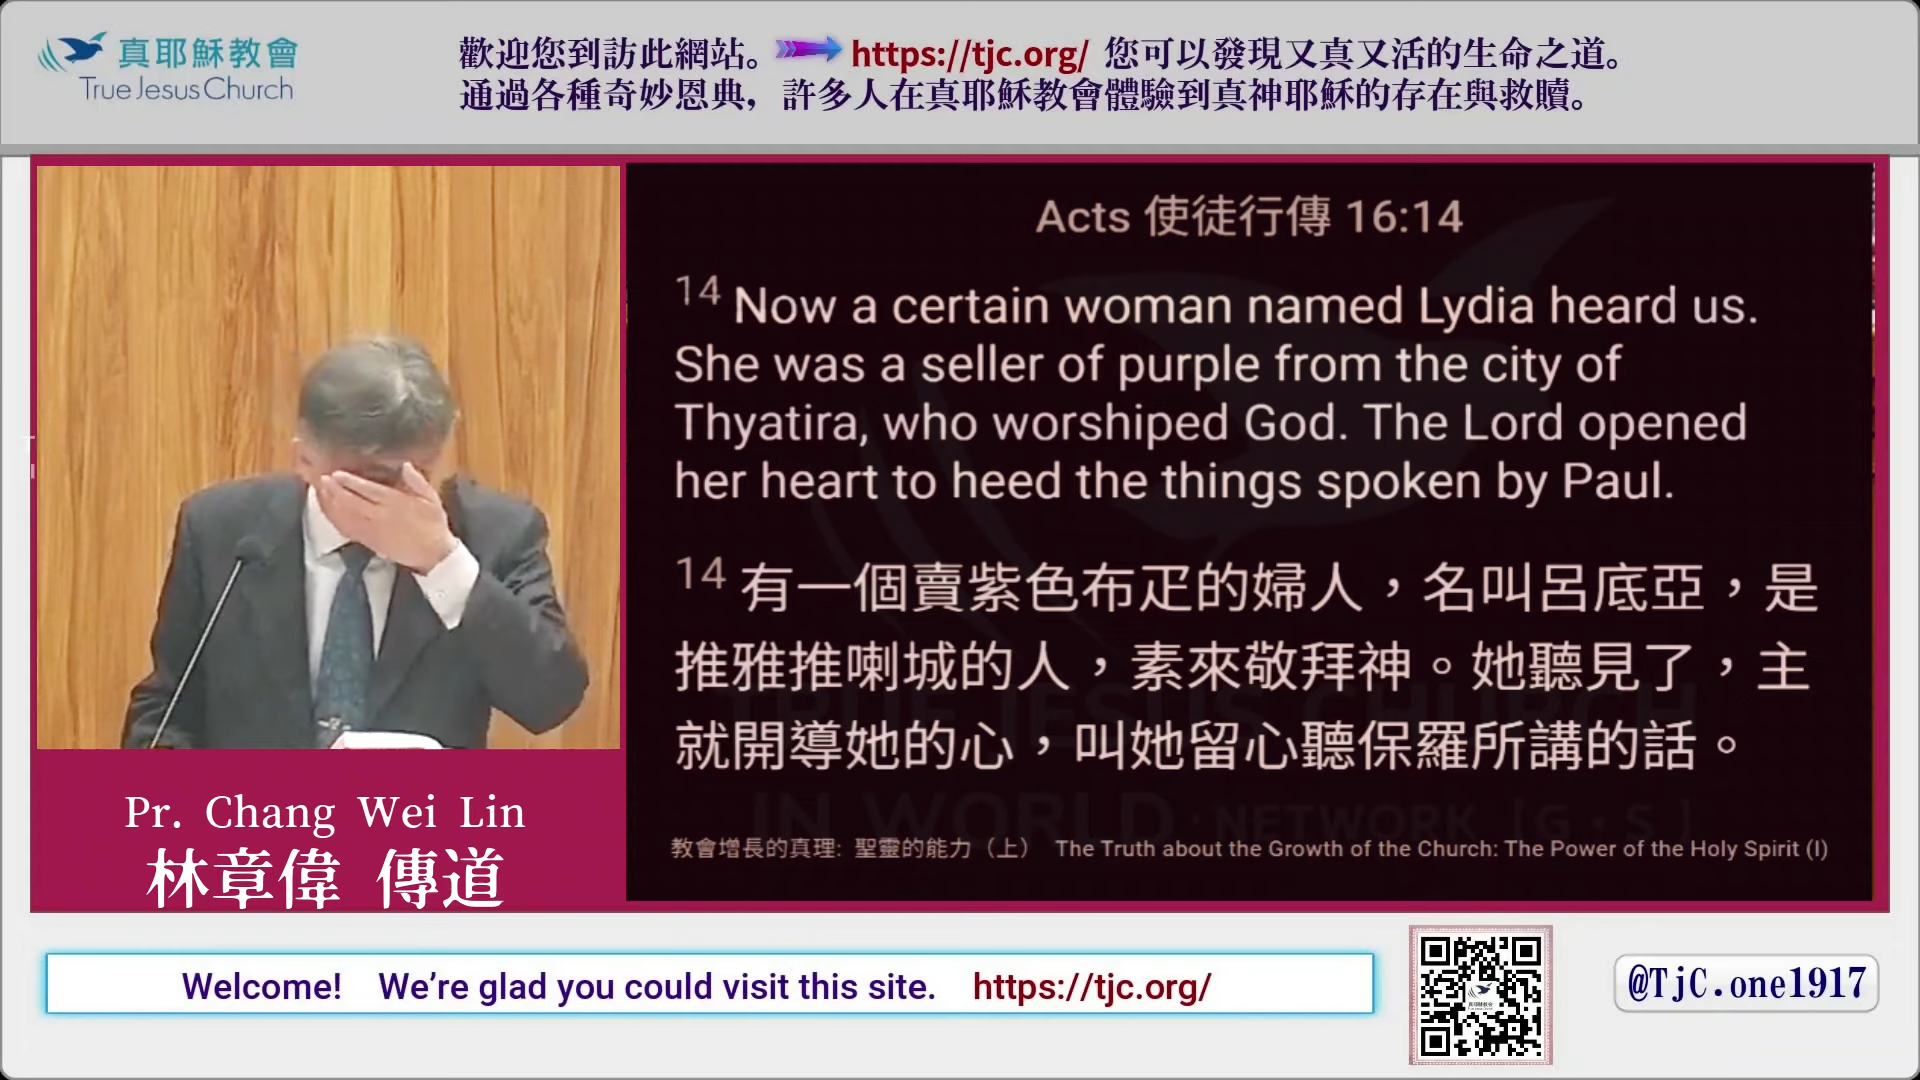 真耶穌教會
True Jesus Church
歡迎您到訪此網站。 https://tjc.org/ 您可以發現又真又活的生命之道。
通過各種奇妙恩典，許多人在真耶穌教會體驗到真神耶穌的存在與救贖。
Acts 使徒行傳 16:14
14 Now a certain woman named Lydia heard us.
She was a seller of purple from the city of
Thyatira, who worshiped God. The Lord opened
her heart to heed the things spoken by Paul.
14 有一個賣紫色布疋的婦人，名叫呂底亞，是
推雅推喇城的人，素來敬拜神。她聽見了，主
就開導她的心，叫她留心聽保羅所講的話。
TRUE JESUS CHURCH
IN WORLD · NETWORK [G · S]
教會增長的真理: 聖靈的能力（上） The Truth about the Growth of the Church: The Power of the Holy Spirit (I)
Pr. Chang Wei Lin
林章偉 傳道
Welcome! We’re glad you could visit this site. https://tjc.org/
@TjC.one1917